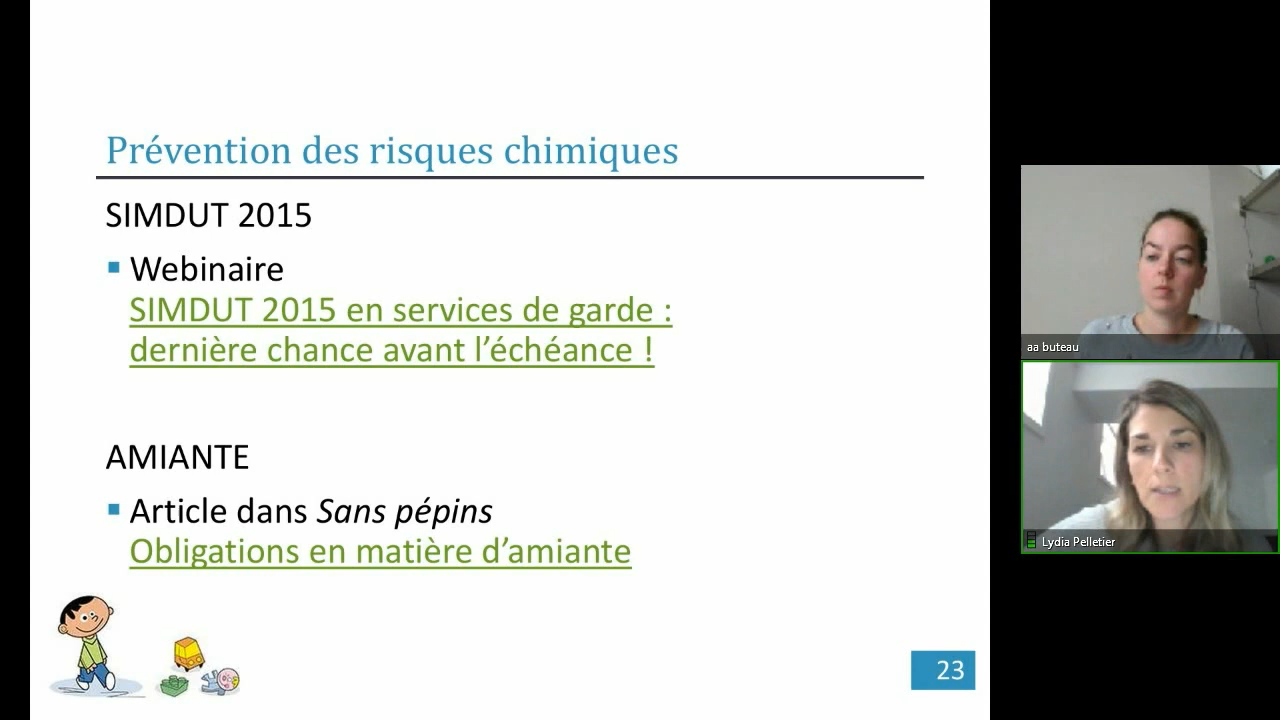 Prévention des risques chimiques
SIMDUT 2015
Webinaire
SIMDUT 2015 en services de garde :
dernière chance avant l’échéance !
AMIANTE
Article dans Sans pépins
Obligations en matière d’amiante
23
aa buteau
Lydia Pelletier